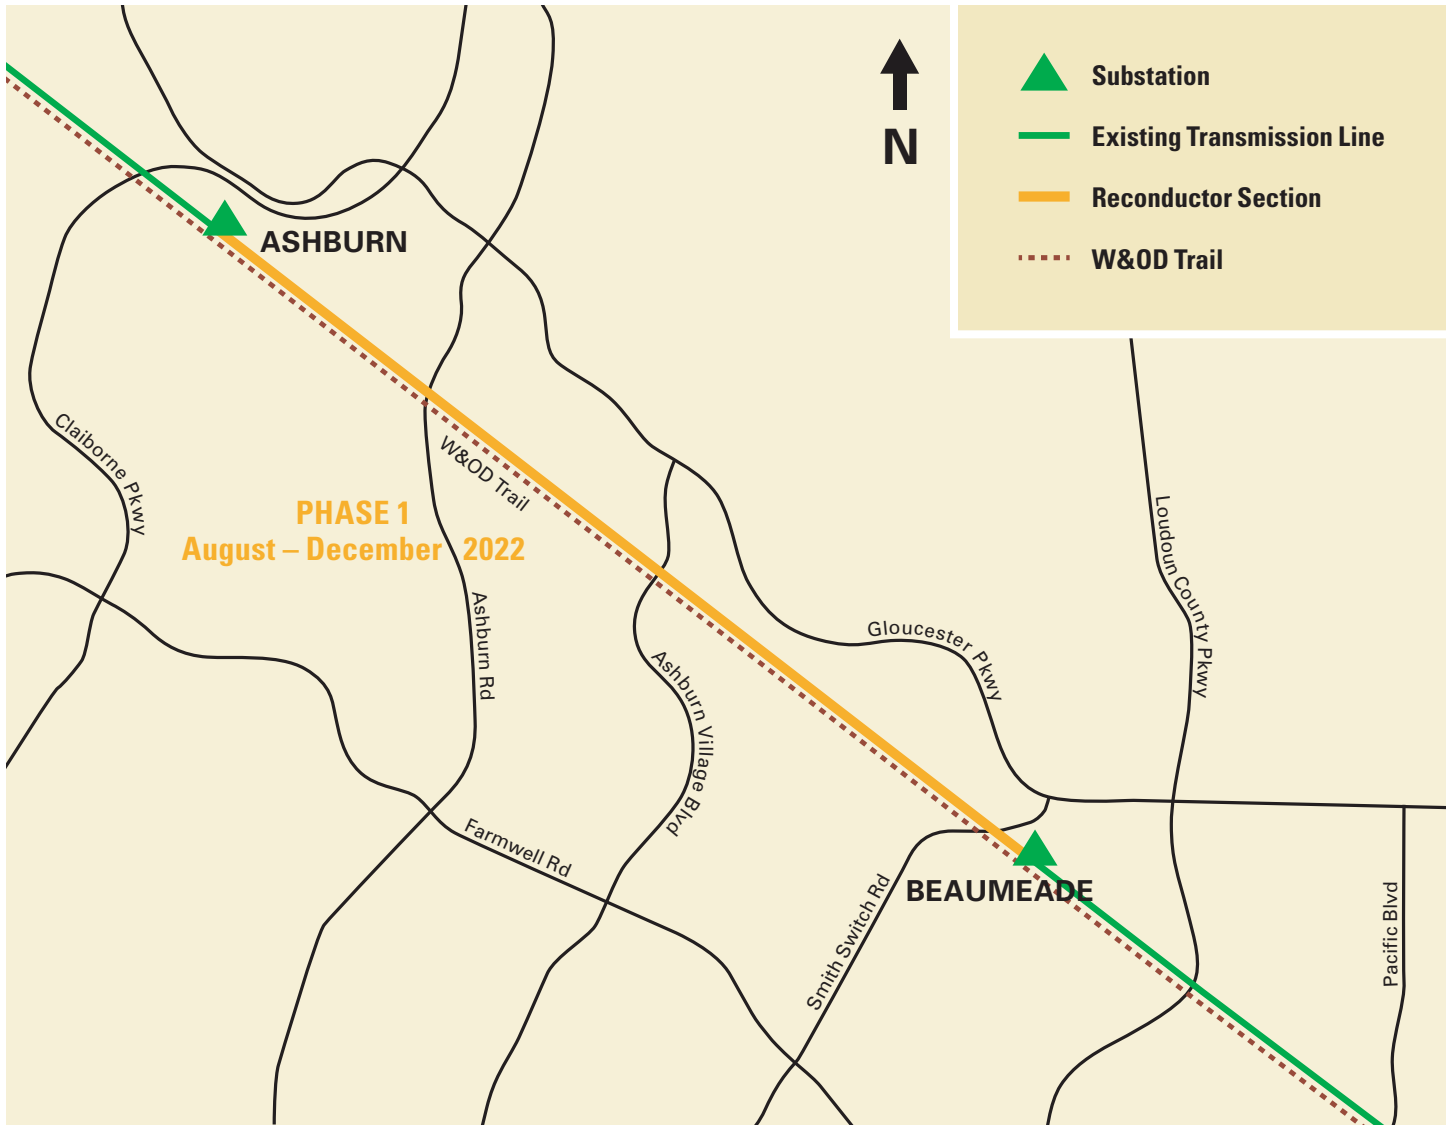 N
Substation
Existing Transmission Line
Reconductor Section
W&OD Trail
ASHBURN
Claiborne Pkwy
W&OD Trail
PHASE 1
August – December 2022
Loudoun County Pkwy
Ashburn Rd
Gloucester Pkwy
Ashburn Village Blvd
Farmwell Rd
BEAUMEADE
Smith Switch Rd
Pacific Blvd